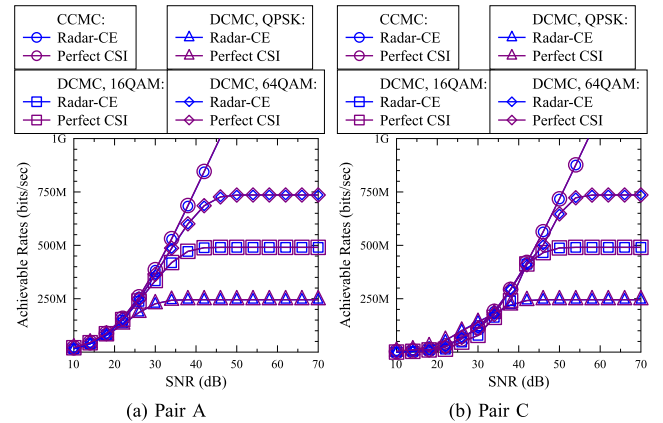 CCMC:
Radar-CE
Perfect CSI
DCMC, QPSK:
Radar-CE
Perfect CSI
DCMC, 16QAM:
Radar-CE
Perfect CSI
DCMC, 64QAM:
Radar-CE
Perfect CSI
1G
750M
500M
250M
10 20 30 40 50 60 70
Achievable Rates (bits/sec)
SNR (dB)
(a) Pair A
CCMC:
Radar-CE
Perfect CSI
DCMC, QPSK:
Radar-CE
Perfect CSI
DCMC, 16QAM:
Radar-CE
Perfect CSI
DCMC, 64QAM:
Radar-CE
Perfect CSI
1G
750M
500M
250M
10 20 30 40 50 60 70
Achievable Rates (bits/sec)
SNR (dB)
(b) Pair C